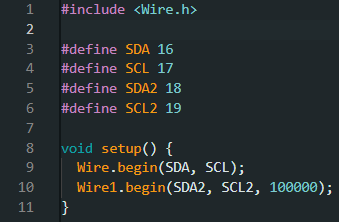 1 #include <Wire.h>
2
3 #define SDA 16
4 #define SCL 17
5 #define SDA2 18
6 #define SCL2 19
7
8 void setup() {
9   Wire.begin(SDA, SCL);
10   Wire1.begin(SDA2, SCL2, 100000);
11 }